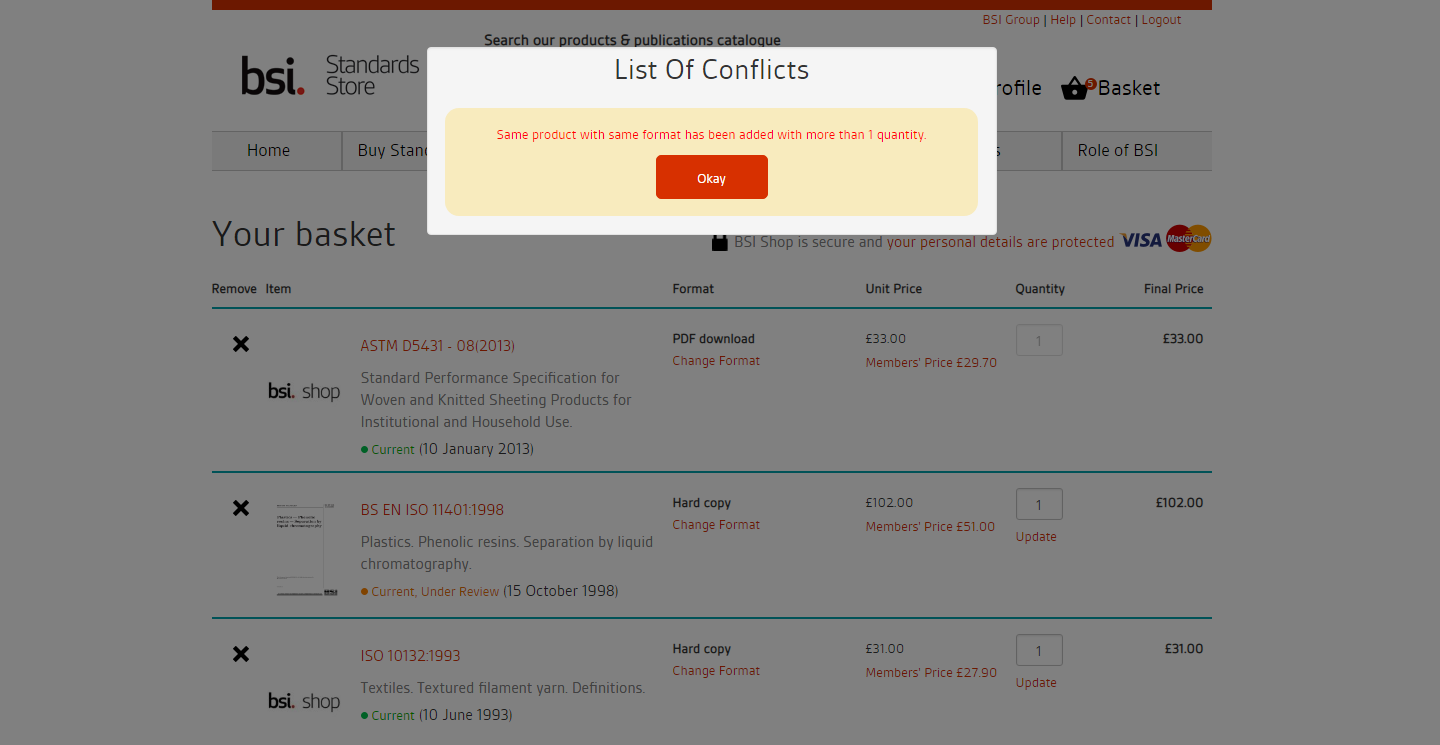 BSI Group | Help | Contact | Logout
Search our products & publications catalogue
bsi. Standards Store
List Of Conflicts
rofile
5
Basket
Same product with same format has been added with more than 1 quantity.
Okay
Home
Buy Stan
s
Role of BSI
Your basket
BSI Shop is secure and your personal details are protected VISA MasterCard
Remove Item Format Unit Price Quantity Final Price
ASTM D5431 - 08(2013) PDF download £33.00 1 £33.00
Change Format Members' Price £29.70
Standard Performance Specification for
bsi. shop
Woven and Knitted Sheeting Products for
Institutional and Household Use.
Current (10 January 2013)
BS EN ISO 11401:1998 Hard copy £102.00 1 £102.00
Change Format Members' Price £51.00
Update
Plastics. Phenolic resins. Separation by liquid
chromatography.
Current, Under Review (15 October 1998)
ISO 10132:1993 Hard copy £31.00 1 £31.00
Change Format Members' Price £27.90
Update
Textiles. Textured filament yarn. Definitions.
bsi. shop
Current (10 June 1993)